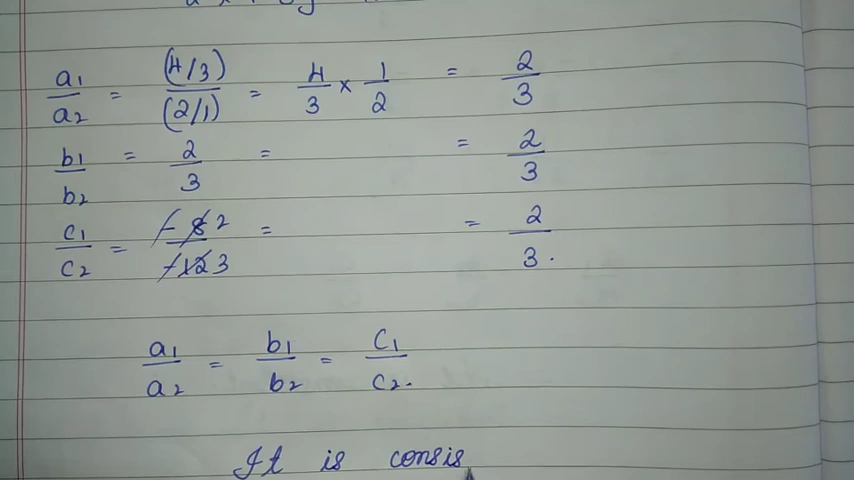 a1/a2 = (4/3)/(2/1) = 4/3 × 1/2 = 2/3
b1/b2 = 2/3 = = 2/3
c1/c2 = -8 2/-12 3 = = 2/3.
a1/a2 = b1/b2 = c1/c2.
It is consis